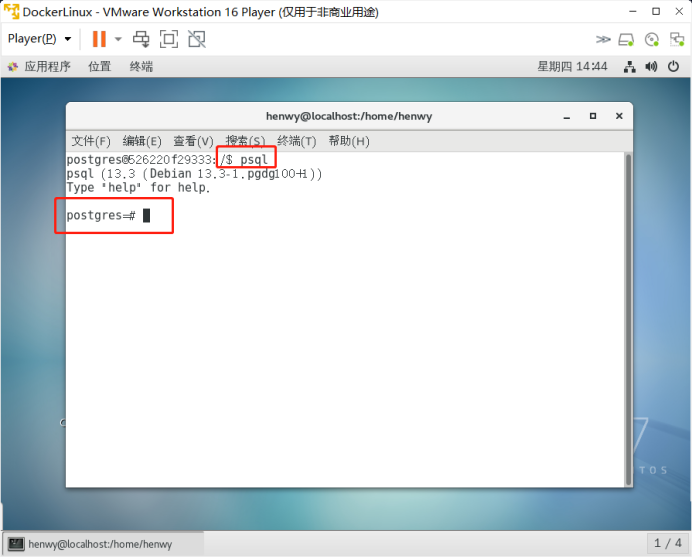 DockerLinux - VMware Workstation 16 Player (仅用于非商业用途)
Player(P)
应用程序 位置 终端 星期四 14:44
henwy@localhost:/home/henwy
文件(F) 编辑(E) 查看(V) 搜索(S) 终端(T) 帮助(H)
postgres@526220f29333:/$ psql
psql (13.3 (Debian 13.3-1.pgdg100+1))
Type "help" for help.
postgres=#
7
TOS
henwy@localhost:/home/henwy 1 / 4